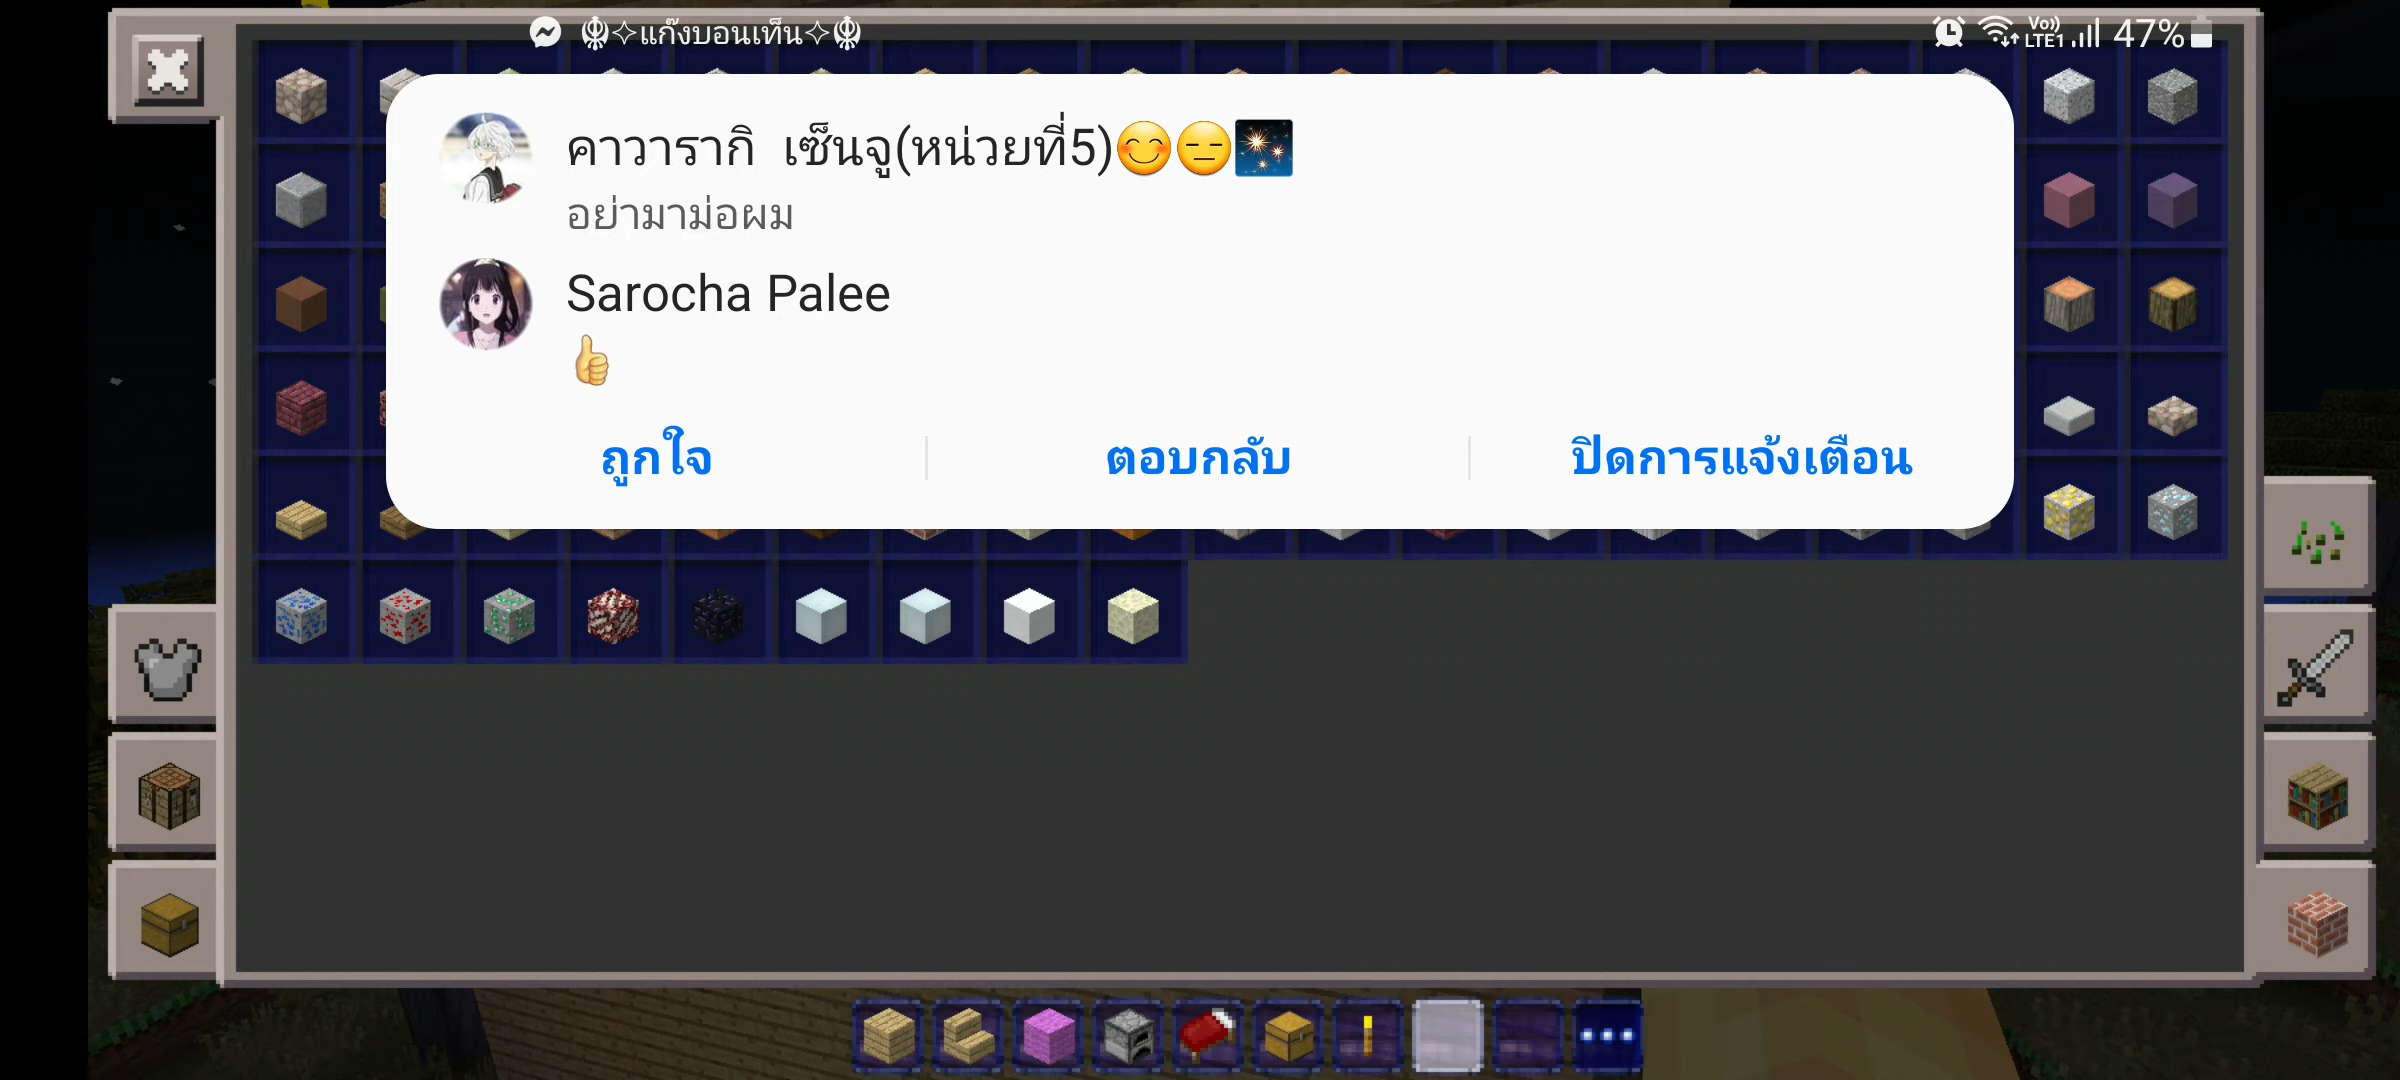 ☬✧แก๊งบอนเท็น✧☬
Vo)) LTE1 47%
คาวารากิ เซ็นจู(หน่วยที่5)😊😑🎇
อย่ามาม่อผม
Sarocha Palee
👍
ถูกใจ
ตอบกลับ
ปิดการแจ้งเตือน